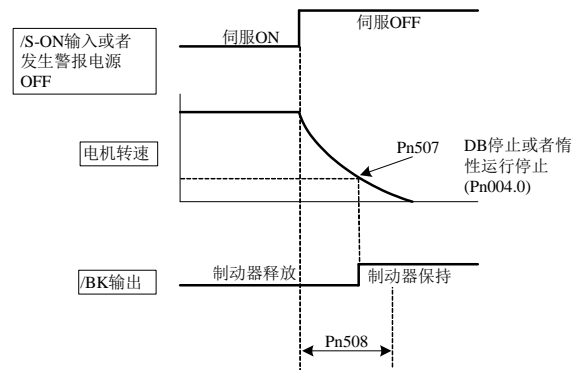 /S-ON输入或者
发生警报电源
OFF
伺服ON
伺服OFF
电机转速
Pn507
DB停止或者惰
性运行停止
(Pn004.0)
/BK输出
制动器释放
制动器保持
Pn508